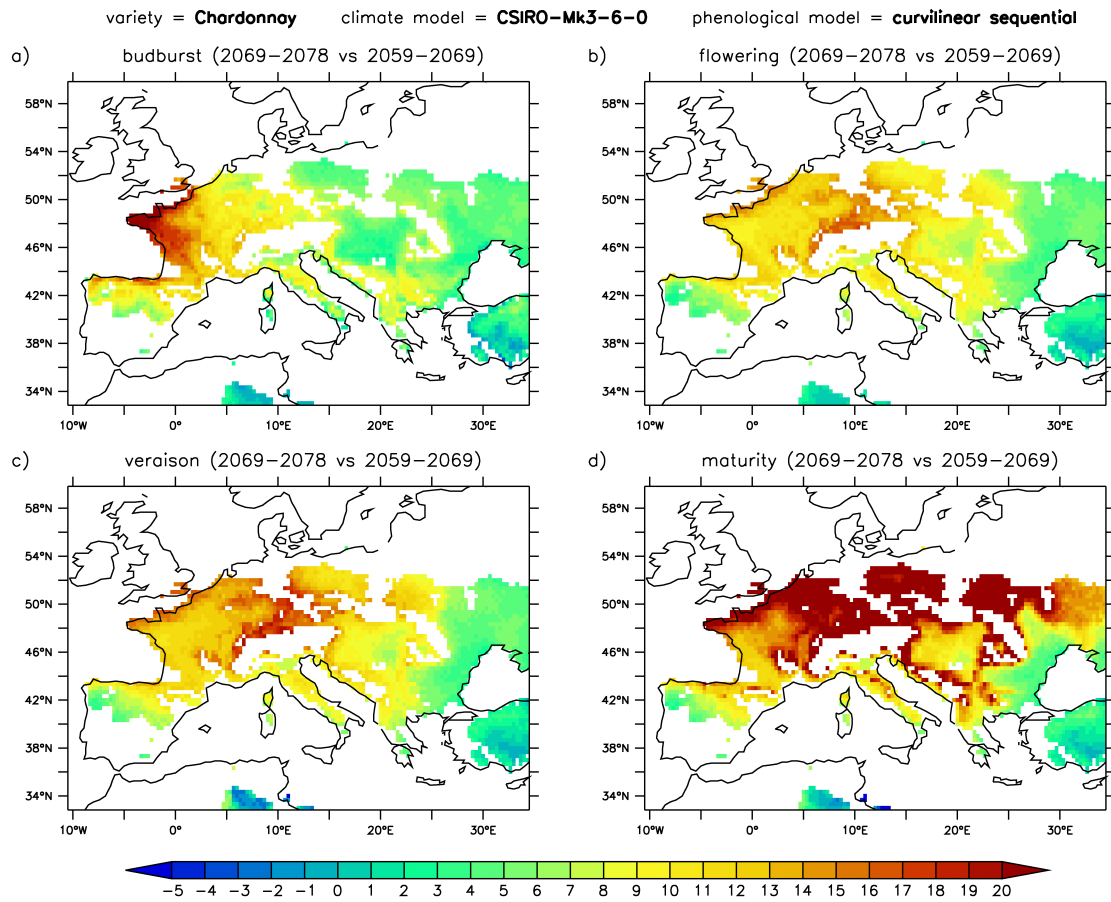 variety = Chardonnay climate model = CSIRO-Mk3-6-0 phenological model = curvilinear sequential
a) budburst (2069-2078 vs 2059-2069) b) flowering (2069-2078 vs 2059-2069)
58°N 58°N
54°N 54°N
50°N 50°N
46°N 46°N
42°N 42°N
38°N 38°N
34°N 34°N
10°W 0° 10°E 20°E 30°E 10°W 0° 10°E 20°E 30°E
c) veraison (2069-2078 vs 2059-2069) d) maturity (2069-2078 vs 2059-2069)
58°N 58°N
54°N 54°N
50°N 50°N
46°N 46°N
42°N 42°N
38°N 38°N
34°N 34°N
10°W 0° 10°E 20°E 30°E 10°W 0° 10°E 20°E 30°E
-5 -4 -3 -2 -1 0 1 2 3 4 5 6 7 8 9 10 11 12 13 14 15 16 17 18 19 20